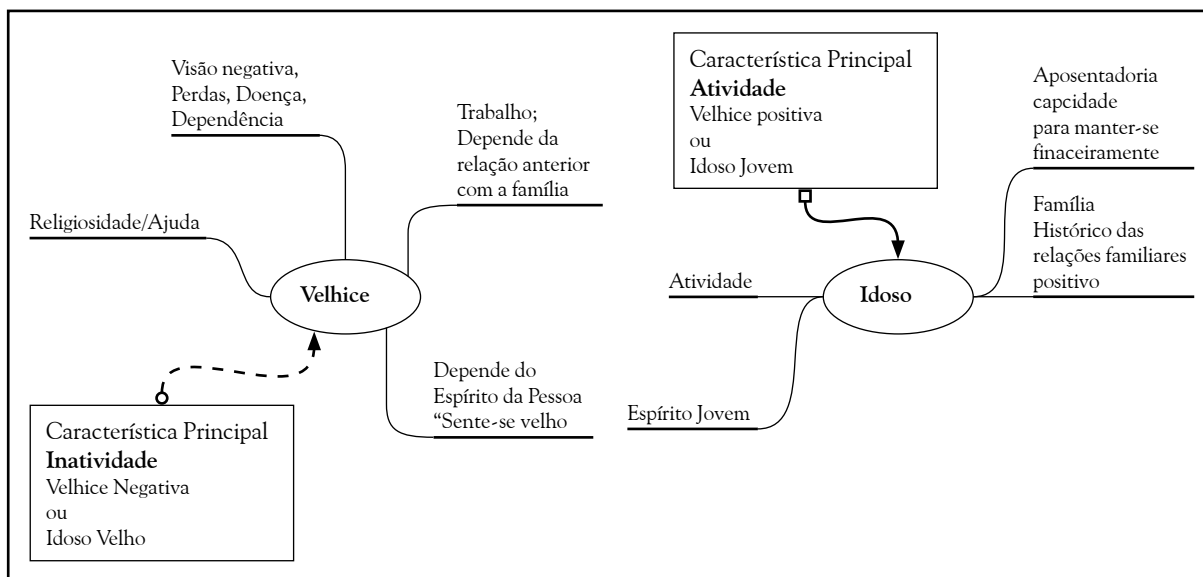 Visão negativa,
Perdas, Doença,
Dependência
Trabalho;
Depende da
relação anterior
com a família
Religiosidade/Ajuda
Velhice
Depende do
Espírito da Pessoa
“Sente-se velho
Característica Principal
Inatividade
Velhice Negativa
ou
Idoso Velho
Característica Principal
Atividade
Velhice positiva
ou
Idoso Jovem
Aposentadoria
capcidade
para manter-se
finaceiramente
Família
Histórico das
relações familiares
positivo
Atividade
Idoso
Espírito Jovem